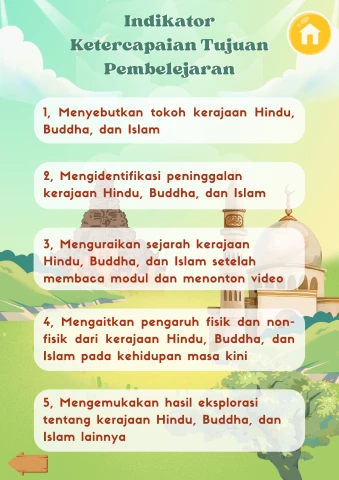 Indikator
Ketercapaian Tujuan
Pembelejaran
1, Menyebutkan tokoh kerajaan Hindu,
Buddha, dan Islam
2, Mengidentifikasi peninggalan
kerajaan Hindu, Buddha, dan Islam
3, Menguraikan sejarah kerajaan
Hindu, Buddha, dan Islam setelah
membaca modul dan menonton video
4, Mengaitkan pengaruh fisik dan non-
fisik dari kerajaan Hindu, Buddha, dan
Islam pada kehidupan masa kini
5, Mengemukakan hasil eksplorasi
tentang kerajaan Hindu, Buddha, dan
Islam lainnya